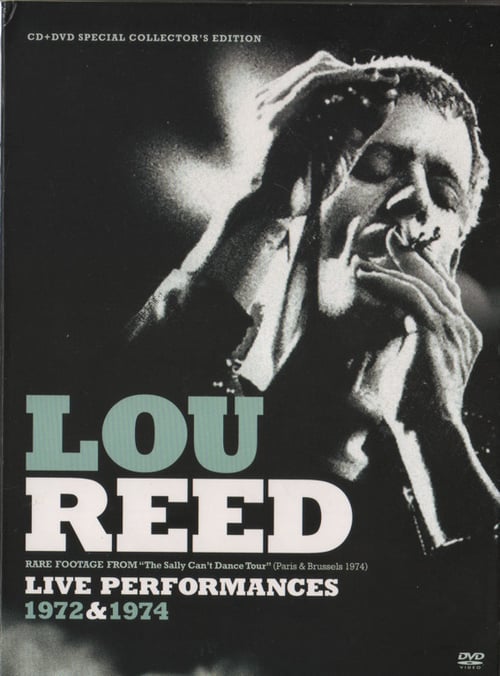 CD+DVD SPECIAL COLLECTOR'S EDITION
LOU
REED
RARE FOOTAGE FROM "The Sally Can't Dance Tour" (Paris & Brussels 1974)
LIVE PERFORMANCES
1972&1974
DVD
VIDEO